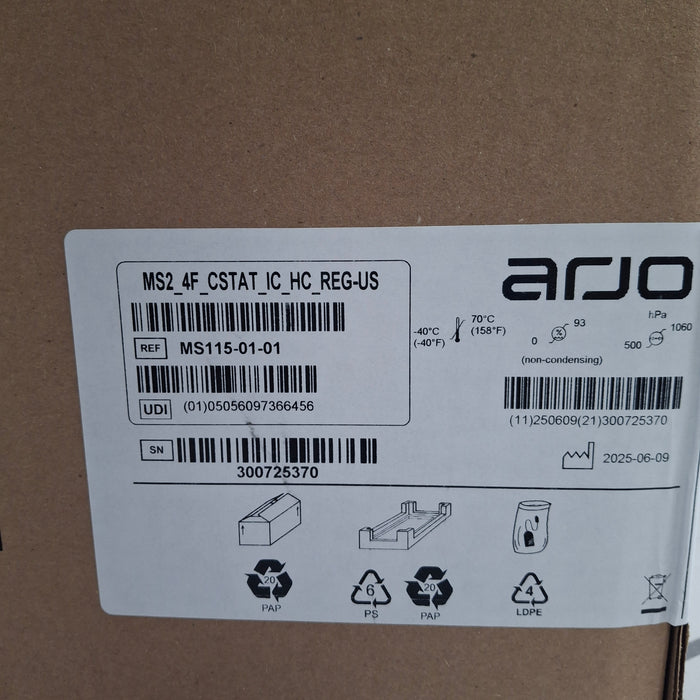 MS2_4F_CSTAT_IC_HC_REG-US
REF MS115-01-01
UDI (01)05056097366456
SN
300725370
arjo
-40°C
(-40°F)
70°C
(158°F)
0 % 93
(non-condensing)
hPa
500 1060
(11)250609(21)300725370
2025-06-09
20
PAP
6
PS
20
PAP
4
LDPE